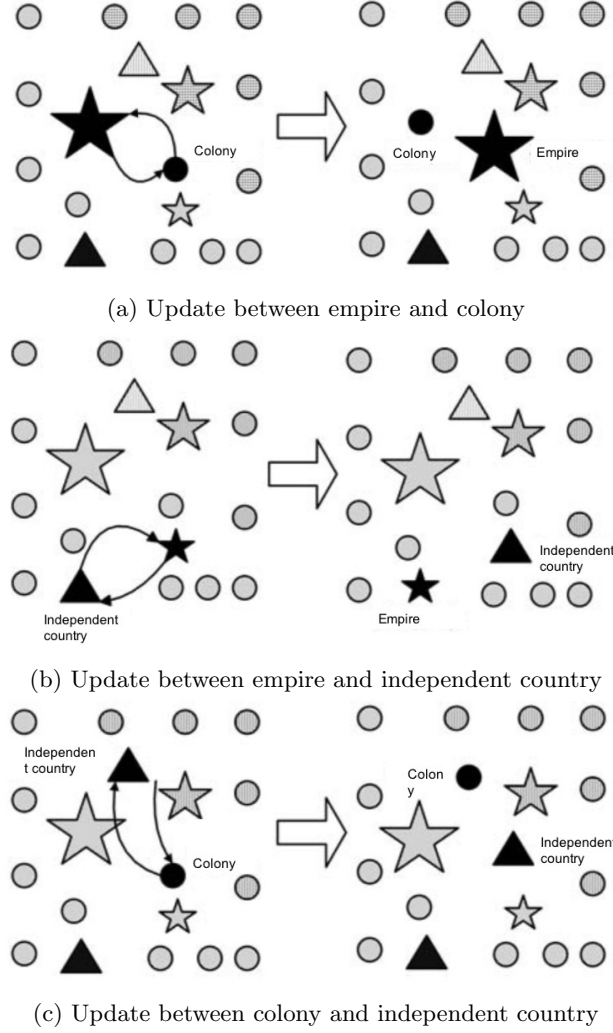 Colony
Colony
Empire
(a) Update between empire and colony
Independent
country
Independent
country
Empire
(b) Update between empire and independent country
Independen
t country
Colony
Colon
y
Independent
country
(c) Update between colony and independent country